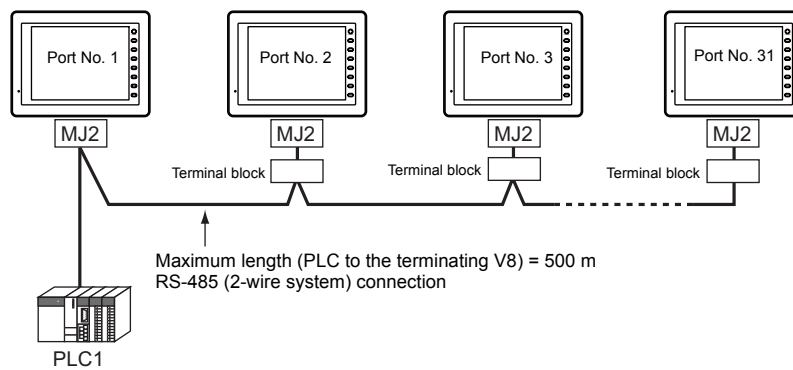 Port No. 1
Port No. 2
Port No. 3
Port No. 31
MJ2
MJ2
MJ2
MJ2
Terminal block
Terminal block
Terminal block
Maximum length (PLC to the terminating V8) = 500 m
RS-485 (2-wire system) connection
PLC1